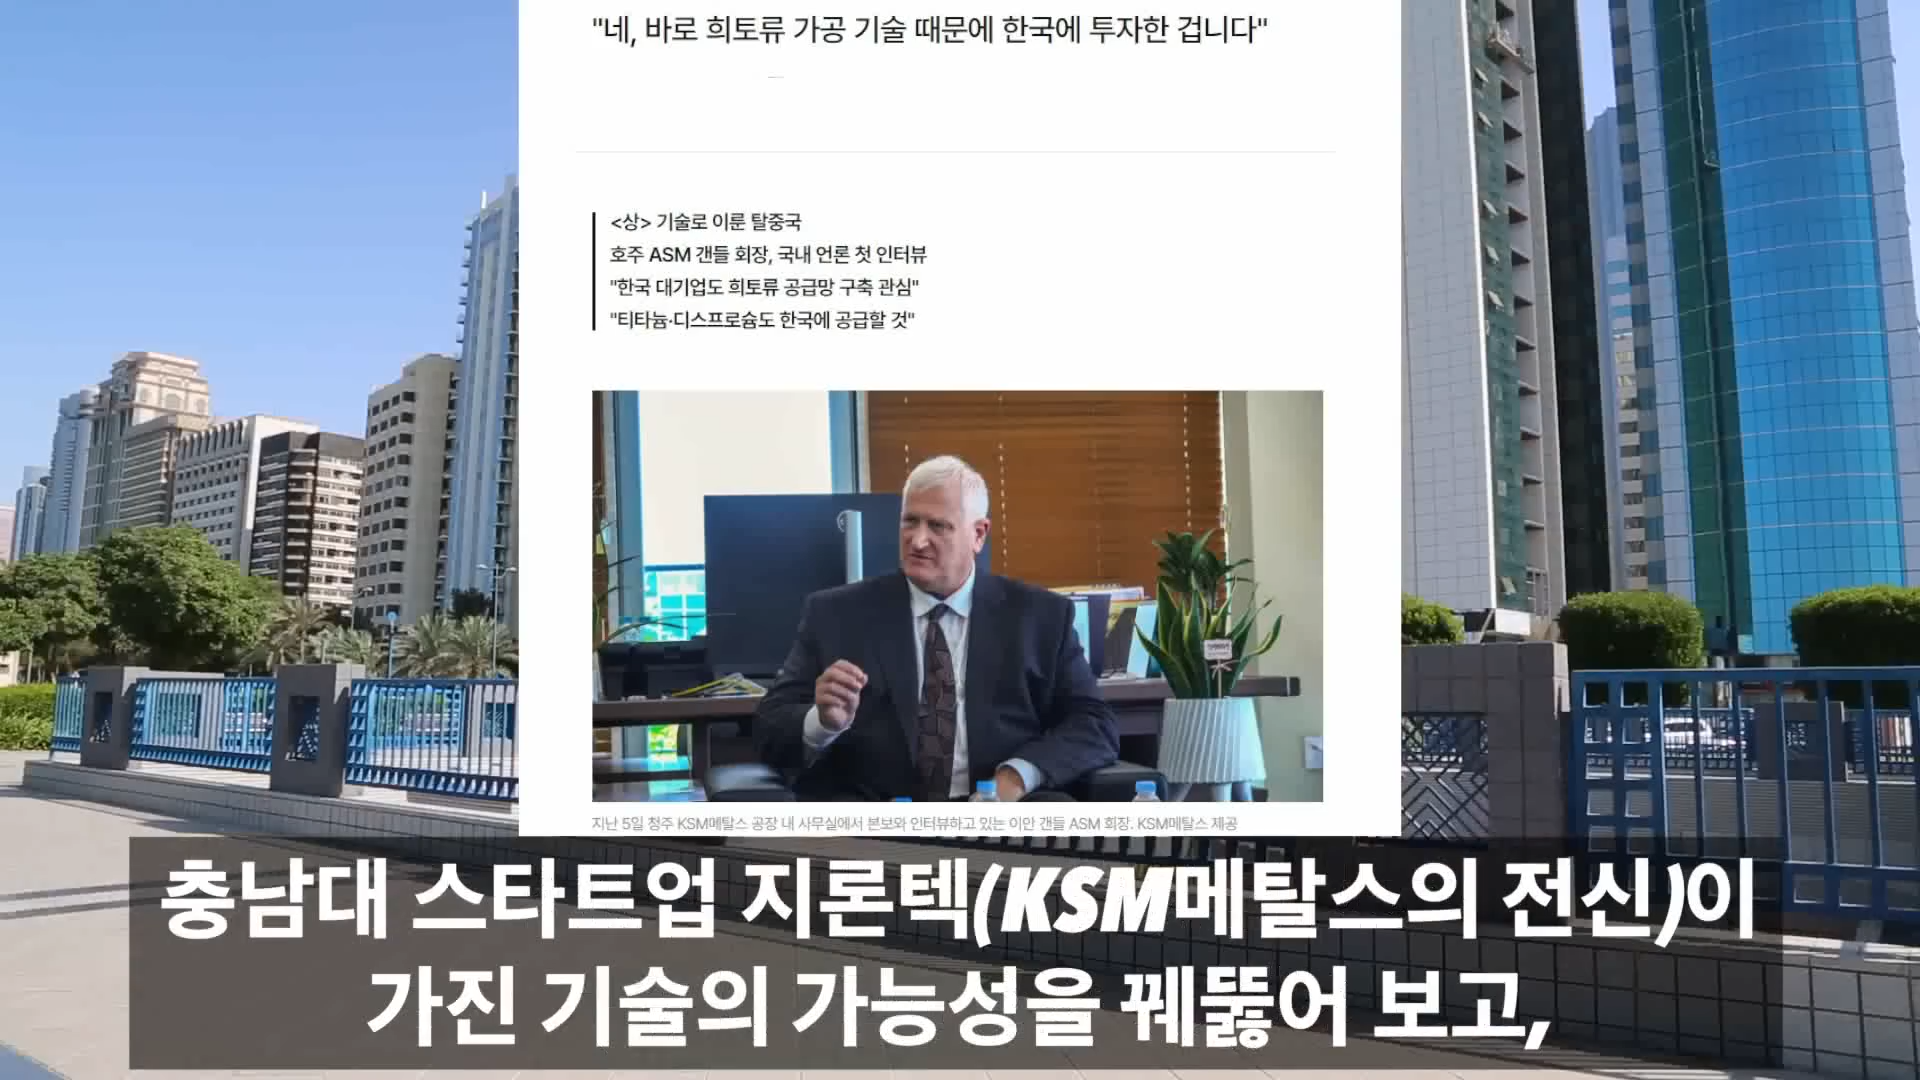 "네, 바로 희토류 가공 기술 때문에 한국에 투자한 겁니다"
<상> 기술로 이룬 탈중국
호주 ASM 갠들 회장, 국내 언론 첫 인터뷰
"한국 대기업도 희토류 공급망 구축 관심"
"티타늄·디스프로슘도 한국에 공급할 것"
지난 5일 청주 KSM메탈스 공장 내 사무실에서 본보와 인터뷰하고 있는 이안 갠들 ASM 회장. KSM메탈스 제공
충남대 스타트업 지론텍(KSM메탈스의 전신)이
가진 기술의 가능성을 꿰뚫어 보고,